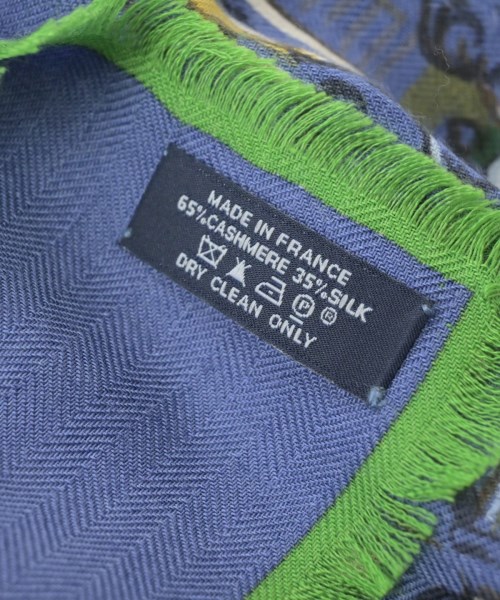 MADE IN FRANCE
65% CASHMERE 35% SILK
P ®
DRY CLEAN ONLY